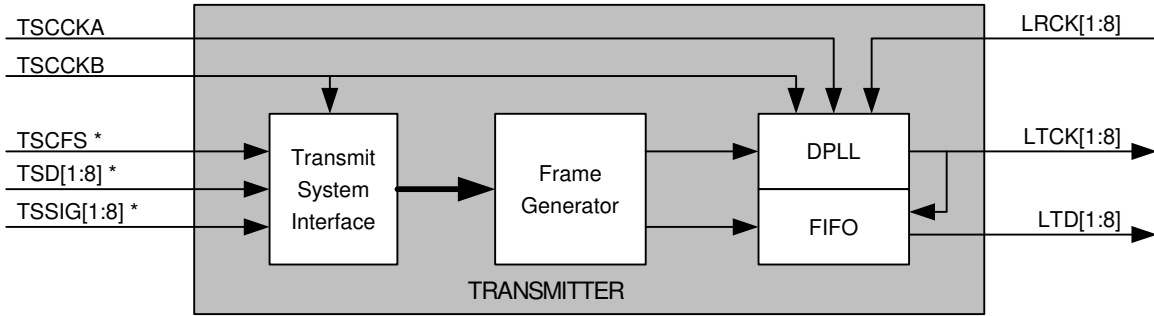 TSCCKA
LRCK[1:8]
TSCCKB
TSCFS *
TSD[1:8] *
TSSIG[1:8] *
Transmit
System
Interface
Frame
Generator
DPLL
FIFO
LTCK[1:8]
LTD[1:8]
TRANSMITTER